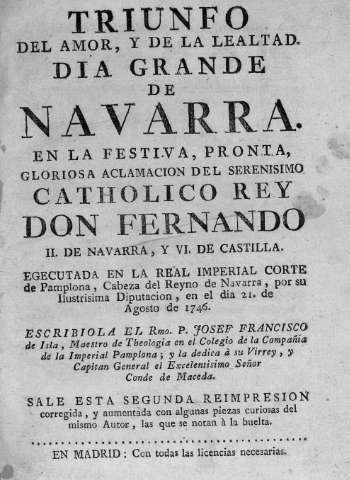 TRIUNFO
DEL AMOR, Y DE LA LEALTAD.
DIA GRANDE
DE
NAVARRA.
EN LA FESTIVA, PRONTA,
GLORIOSA ACLAMACION DEL SERENISIMO
CATHOLICO REY
DON FERNANDO
II. DE NAVARRA, Y VI. DE CASTILLA.
EGECUTADA EN LA REAL IMPERIAL CORTE
de Pamplona, Cabeza del Reyno de Navarra, por su
Ilustrisima Diputacion, en el dia 21. de
Agosto de 1746.
ESCRIBIOLA EL Rmo. P. JOSEF FRANCISCO
de Isla, Maestro de Theologia en el Colegio de la Compañia
de la Imperial Pamplona; y la dedica à su Virrey, y
Capitan General el Excelentisimo Señor
Conde de Maceda.
SALE ESTA SEGUNDA REIMPRESION
corregida, y aumentada con algunas piezas curiosas del
mismo Autor, las que se notan à la buelta.
EN MADRID: Con todas las licencias necesarias.